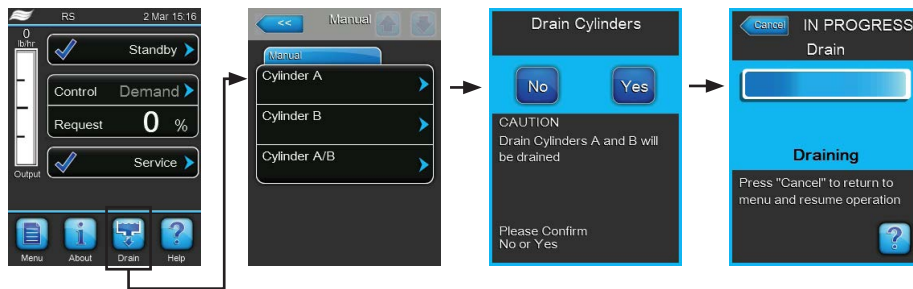 RS 2 Mar 15:16
0
lb/hr
Standby
Control Demand
Request 0 %
Service
Output
Menu About Drain Help
<< Manual
Manual
Cylinder A
Cylinder B
Cylinder A/B
Drain Cylinders
No Yes
CAUTION
Drain Cylinders A and B will
be drained
Please Confirm
No or Yes
Cancel IN PROGRESS
Drain
Draining
Press "Cancel" to return to
menu and resume operation
?